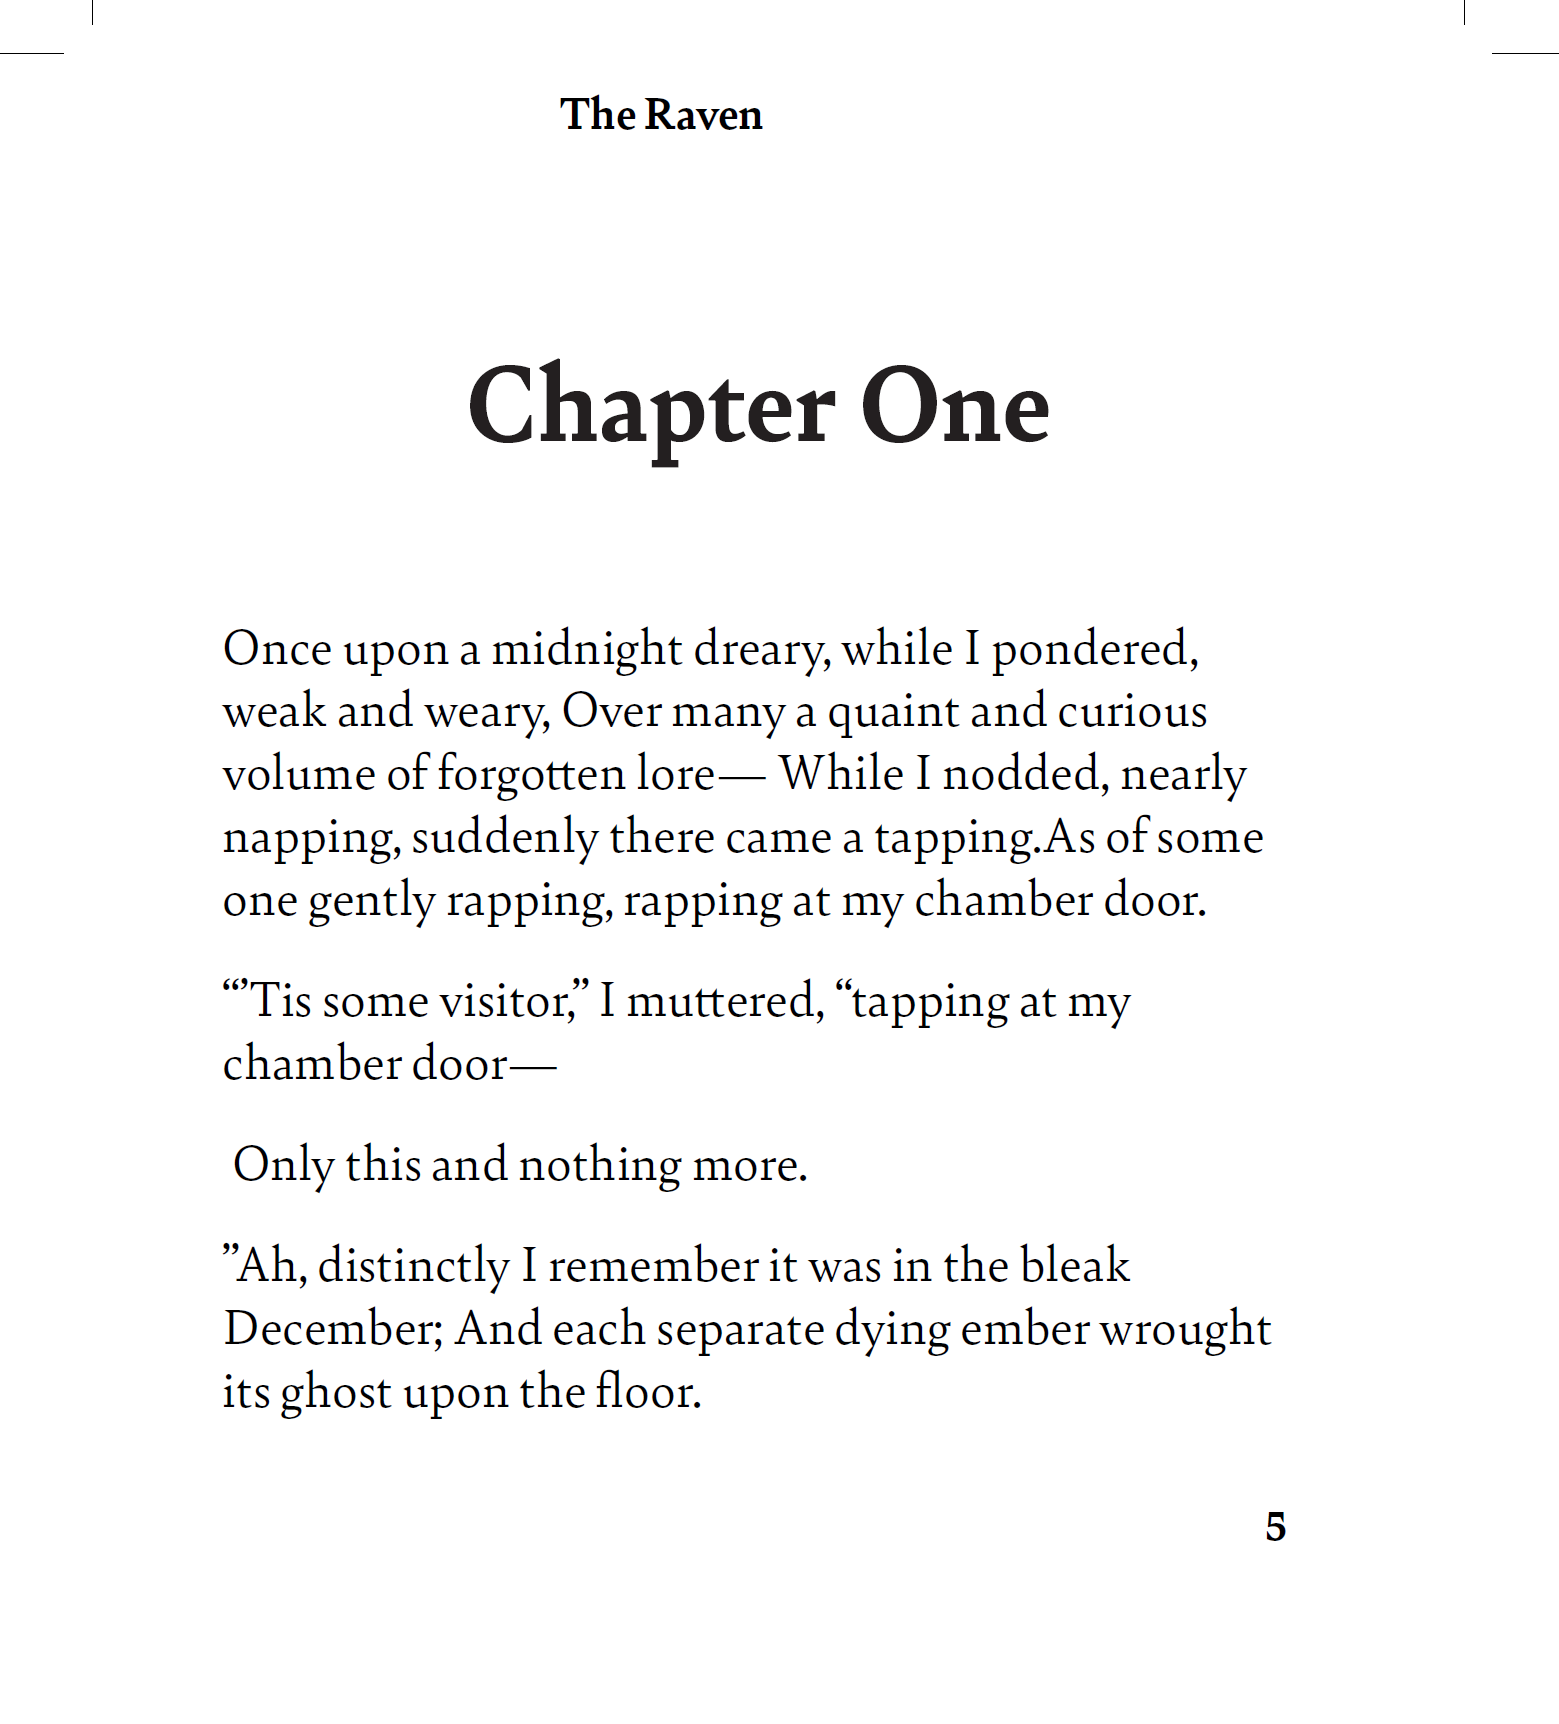 The Raven
Chapter One
Once upon a midnight dreary, while I pondered,
weak and weary, Over many a quaint and curious
volume of forgotten lore— While I nodded, nearly
napping, suddenly there came a tapping.As of some
one gently rapping, rapping at my chamber door.
“’Tis some visitor,” I muttered, “tapping at my
chamber door—
Only this and nothing more.
”Ah, distinctly I remember it was in the bleak
December; And each separate dying ember wrought
its ghost upon the floor.
5